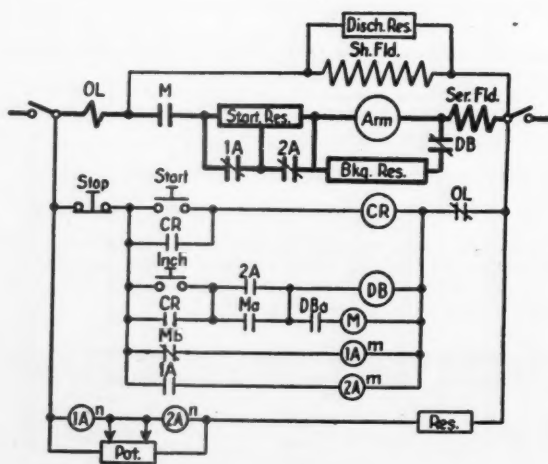 Disch. Res.
Sh. Fld.
OL
M
Start. Res.
Arm
Ser. Fld.
1A
2A
Bkg. Res.
DB
Stop
Start
CR
OL
CR
Inch
2A
DB
CR
Ma
DBa
M
Mb
1A m
1A
2A m
1A n
2A n
Pot.
Res.